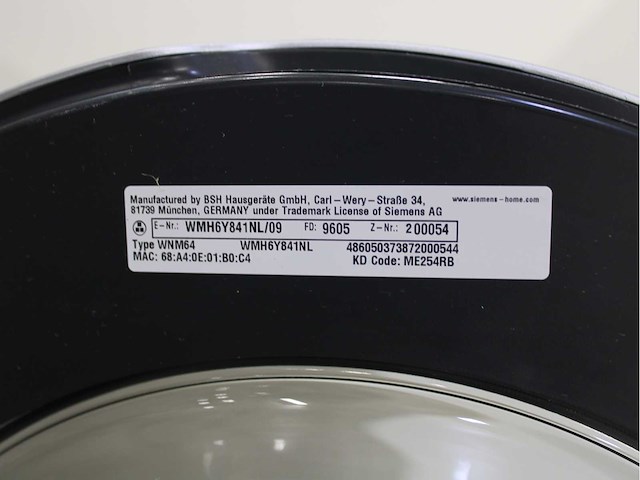 Manufactured by BSH Hausgeräte GmbH, Carl-Wery-Straße 34, www.siemens-home.com
81739 München, GERMANY under Trademark License of Siemens AG
E-Nr.: WMH6Y841NL/09 FD: 9605 Z-Nr.: 200054
Type WNM64 WMH6Y841NL 486050373872000544
MAC: 68:A4:0E:01:B0:C4 KD Code: ME254RB